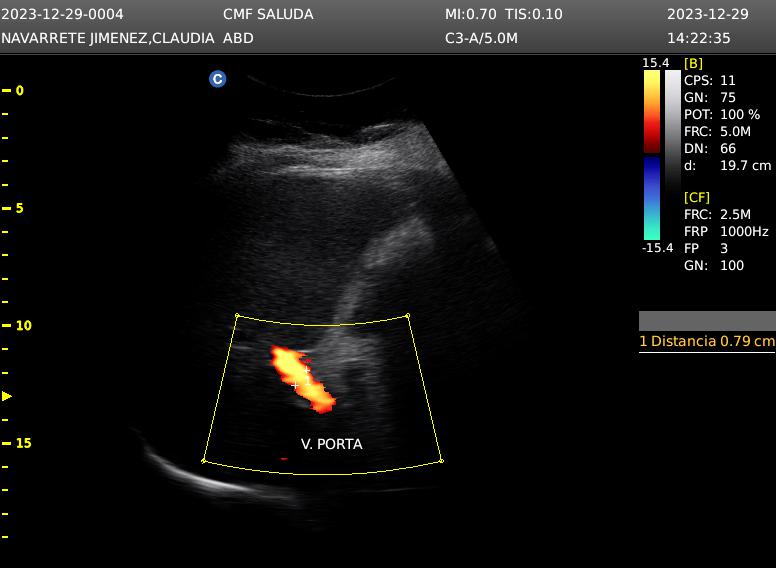 2023-12-29-0004 CMF SALUDA MI:0.70 TIS:0.10 2023-12-29
NAVARRETE JIMENEZ,CLAUDIA ABD C3-A/5.0M 14:22:35
C
15.4 [B]
CPS: 11
GN: 75
POT: 100 %
FRC: 5.0M
DN: 66
d: 19.7 cm
[CF]
FRC: 2.5M
FRP 1000Hz
-15.4 FP 3
GN: 100
0
5
10
15
1 Distancia 0.79 cm
1
V. PORTA